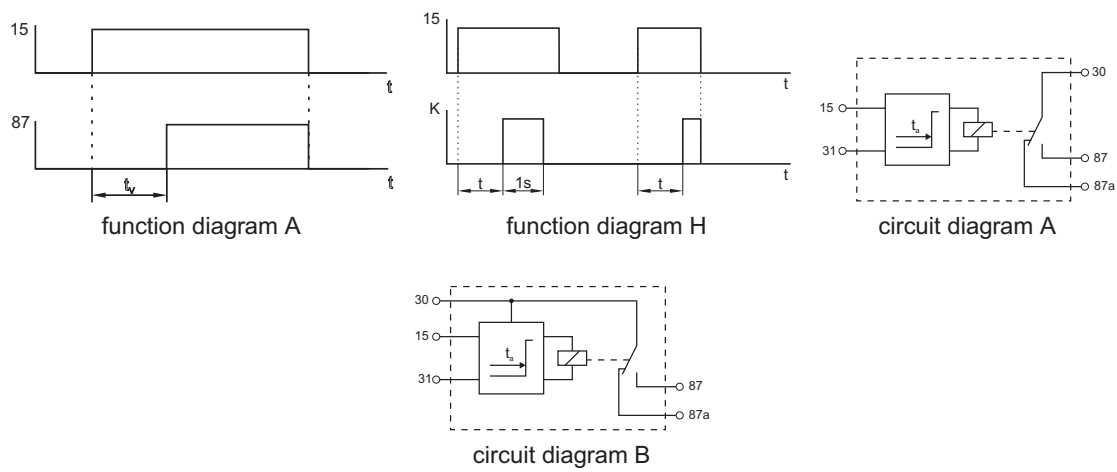 15
t
87
t
tv
function diagram A
15
t
K
t
t
1s
t
function diagram H
30
15
ta
31
87
87a
circuit diagram A
30
15
ta
31
87
87a
circuit diagram B